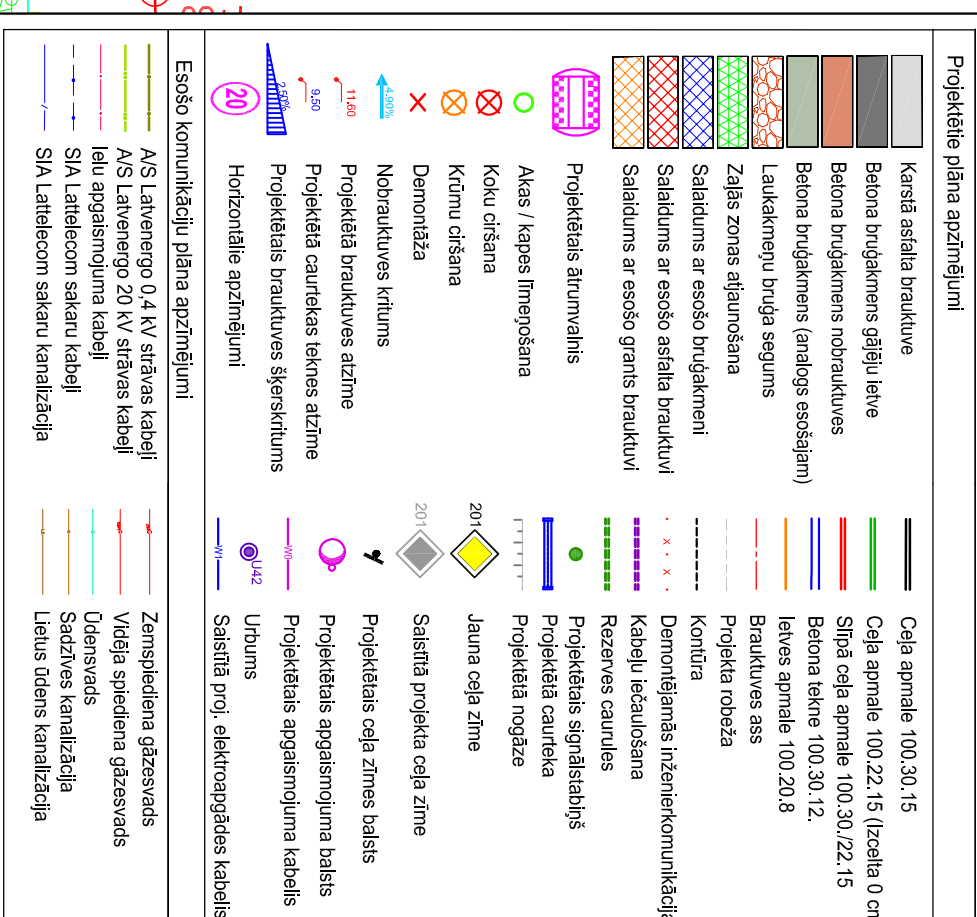 Projektētie plāna apzīmējumi
Karstā asfalta brauktuve
Betona bruģakmens gājēju ietve
Betona bruģakmens nobrauktuves
Betona bruģakmens (analogs esošajam)
Laukakmeņu bruģa segums
Zaļās zonas atjaunošana
Salaidums ar esošo bruģakmeni
Salaidums ar esošo asfalta brauktuvi
Salaidums ar esošo grants brauktuvi
Projektētais ātrumvalnis
Akas / kapes līmeņošana
Koku ciršana
Krūmu ciršana
Demontāža
4.90%
Nobrauktuves kritums
11.60
Projektētā brauktuves atzīme
9.50
Projektētā caurtekas teknes atzīme
2.50%
Projektētais brauktuves šķerskritums
20
Horizontālie apzīmējumi
Ceļa apmale 100.30.15
Ceļa apmale 100.22.15 (Izcelta 0 cm
Slīpā ceļa apmale 100.30./22.15
Betona tekne 100.30.12.
Ietves apmale 100.20.8
Brauktuves ass
Projekta robeža
Kontūra
x x
Demontējamās inženierkomunikācija
Kabeļu iečaulošana
Rezerves caurules
Projektētais signālstabiņš
Projektētā caurteka
Projektētā nogāze
201
Jauna ceļa zīme
201
Saistītā projekta ceļa zīme
Projektētais ceļa zīmes balsts
Projektētais apgaismojuma balsts
W0
Projektētais apgaismojuma kabelis
U42
Urbums
W1
Saistītā proj. elektroapgādes kabelis
Esošo komunikāciju plāna apzīmējumi
A/S Latvenergo 0,4 kV strāvas kabeļi
A/S Latvenergo 20 kV strāvas kabeļi
Ielu apgaismojuma kabeļi
SIA Lattelecom sakaru kabeļi
SIA Lattelecom sakaru kanalizācija
Zemspiediena gāzesvads
Vidēja spiediena gāzesvads
Ūdensvads
Sadzīves kanalizācija
Lietus ūdens kanalizācija